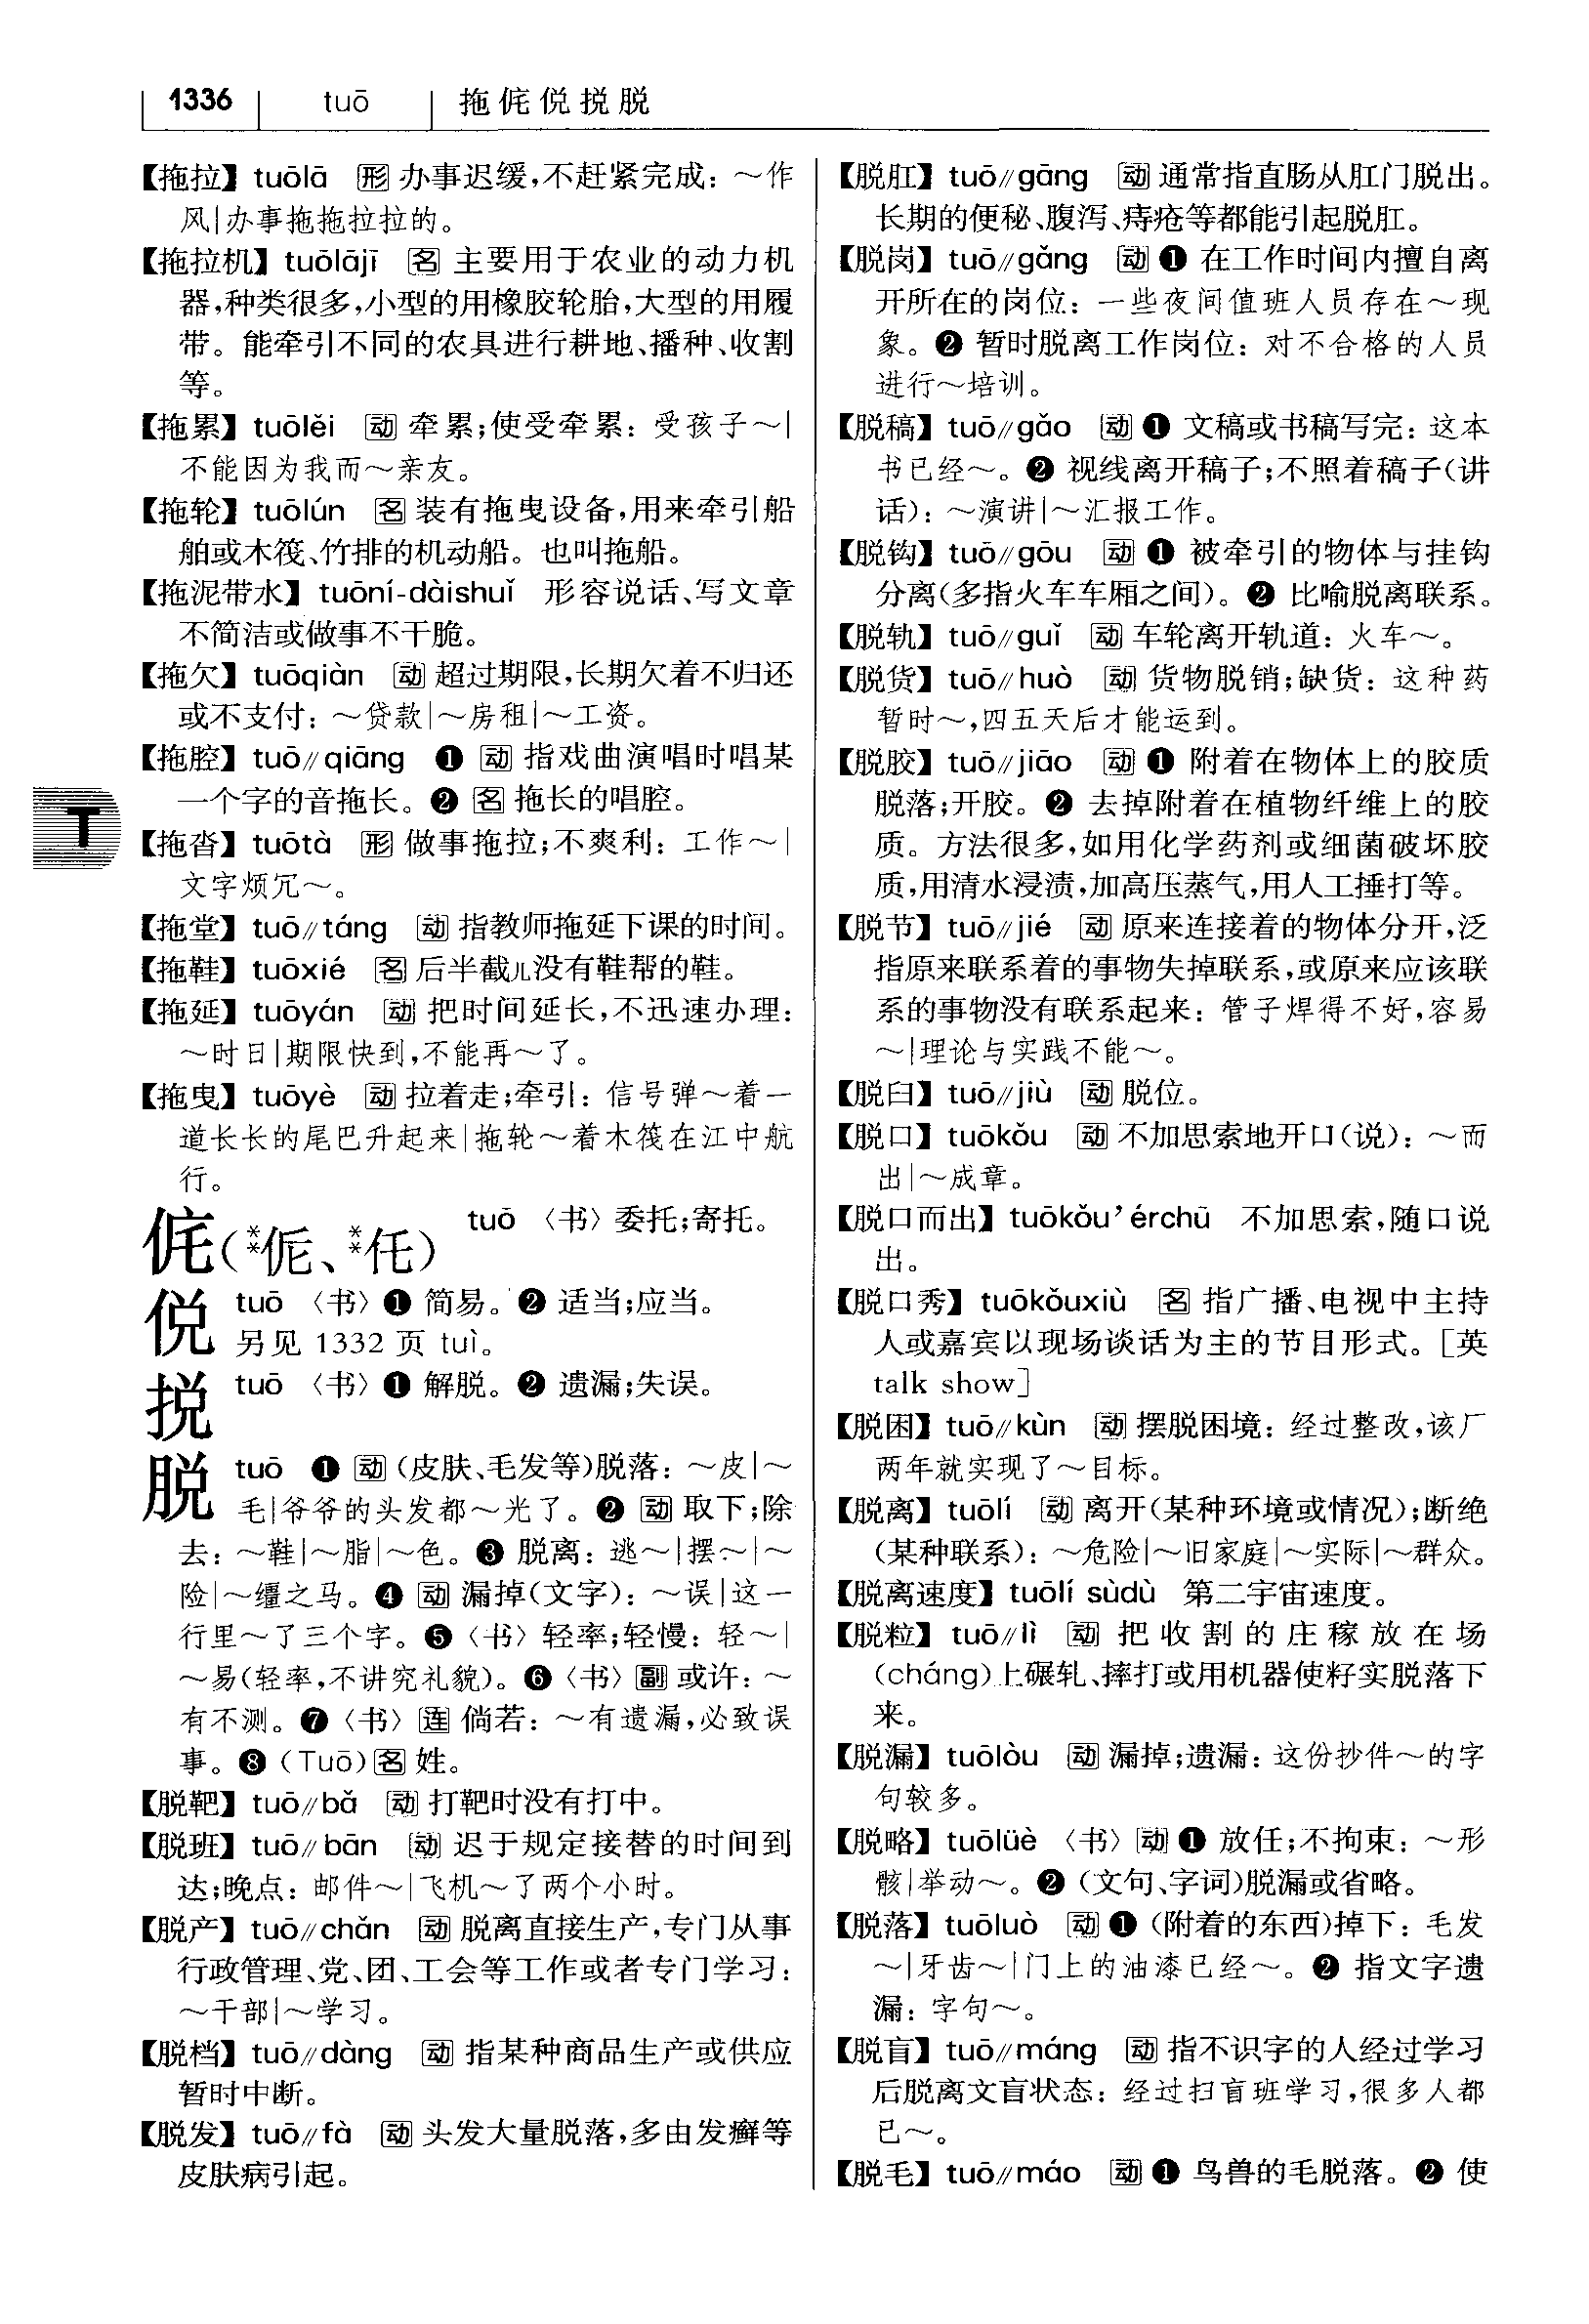 1336 tuō 拖侂侻挩脱
【拖拉】 tuōlā 形 办事迟缓,不赶紧完成: ～作
风|办事拖拖拉拉的。
【拖拉机】 tuōlājī 名 主要用于农业的动力机
器,种类很多,小型的用橡胶轮胎,大型的用履
带。能牵引不同的农具进行耕地、播种、收割
等。
【拖累】 tuōlěi 动 牵累;使受牵累: 受孩子～|
不能因为我而～亲友。
【拖轮】 tuōlún 名 装有拖曳设备,用来牵引船
舶或木筏、竹排的机动船。也叫拖船。
【拖泥带水】 tuōní-dàishuǐ 形容说话、写文章
不简洁或做事不干脆。
【拖欠】 tuōqiàn 动 超过期限,长期欠着不归还
或不支付: ～贷款|～房租|～工资。
【拖腔】 tuō//qiāng ❶ 动 指戏曲演唱时唱某
一个字的音拖长。❷ 名 拖长的唱腔。
T
【拖沓】 tuōtà 形 做事拖拉;不爽利: 工作～|
文字烦冗～。
【拖堂】 tuō//táng 动 指教师拖延下课的时间。
【拖鞋】 tuōxié 名 后半截儿没有鞋帮的鞋。
【拖延】 tuōyán 动 把时间延长,不迅速办理:
～时日|期限快到,不能再～了。
【拖曳】 tuōyè 动 拉着走;牵引: 信号弹～着一
道长长的尾巴升起来|拖轮～着木筏在江中航
行。
侂(**㐌、**仛) tuō 〈书〉委托;寄托。
侻 tuō 〈书〉❶ 简易。❷ 适当;应当。
另见 1332 页 tuì。
挩 tuō 〈书〉❶ 解脱。❷ 遗漏;失误。
脱 tuō ❶ 动 (皮肤、毛发等)脱落: ～皮|～
毛|爷爷的头发都～光了。❷ 动 取下;除
去: ～鞋|～脂|～色。❸ 脱离: 逃～|摆～|～
险|～缰之马。❹ 动 漏掉(文字): ～误|这一
行里～了三个字。❺〈书〉轻率;轻慢: 轻～|
～易(轻率,不讲究礼貌)。❻〈书〉副 或许: ～
有不测。❼〈书〉连 倘若: ～有遗漏,必致误
事。❽ (Tuō) 名 姓。
【脱靶】 tuō//bǎ 动 打靶时没有打中。
【脱班】 tuō//bān 动 迟于规定接替的时间到
达;晚点: 邮件～|飞机～了两个小时。
【脱产】 tuō//chǎn 动 脱离直接生产,专门从事
行政管理、党、团、工会等工作或者专门学习:
～干部|～学习。
【脱档】 tuō//dàng 动 指某种商品生产或供应
暂时中断。
【脱发】 tuō//fà 动 头发大量脱落,多由发癣等
皮肤病引起。
【脱肛】 tuō//gāng 动 通常指直肠从肛门脱出。
长期的便秘、腹泻、痔疮等都能引起脱肛。
【脱岗】 tuō//gǎng 动 ❶ 在工作时间内擅自离
开所在的岗位: 一些夜间值班人员存在～现
象。❷ 暂时脱离工作岗位: 对不合格的人员
进行～培训。
【脱稿】 tuō//gǎo 动 ❶ 文稿或书稿写完: 这本
书已经～。❷ 视线离开稿子;不照着稿子(讲
话): ～演讲|～汇报工作。
【脱钩】 tuō//gōu 动 ❶ 被牵引的物体与挂钩
分离(多指火车车厢之间)。❷ 比喻脱离联系。
【脱轨】 tuō//guǐ 动 车轮离开轨道: 火车～。
【脱货】 tuō//huò 动 货物脱销;缺货: 这种药
暂时～,四五天后才能运到。
【脱胶】 tuō//jiāo 动 ❶ 附着在物体上的胶质
脱落;开胶。❷ 去掉附着在植物纤维上的胶
质。方法很多,如用化学药剂或细菌破坏胶
质,用清水浸渍,加高压蒸气,用人工捶打等。
【脱节】 tuō//jié 动 原来连接着的物体分开,泛
指原来联系着的事物失掉联系,或原来应该联
系的事物没有联系起来: 管子焊得不好,容易
～|理论与实践不能～。
【脱臼】 tuō//jiù 动 脱位。
【脱口】 tuōkǒu 动 不加思索地开口(说): ～而
出|～成章。
【脱口而出】 tuōkǒu’érchū 不加思索,随口说
出。
【脱口秀】 tuōkǒuxiù 名 指广播、电视中主持
人或嘉宾以现场谈话为主的节目形式。[英
talk show]
【脱困】 tuō//kùn 动 摆脱困境: 经过整改,该厂
两年就实现了～目标。
【脱离】 tuōlí 动 离开(某种环境或情况);断绝
(某种联系): ～危险|～旧家庭|～实际|～群众。
【脱离速度】 tuōlí sùdù 第二宇宙速度。
【脱粒】 tuō//lì 动 把收割的庄稼放在场
(cháng)上碾轧、摔打或用机器使籽实脱落下
来。
【脱漏】 tuōlòu 动 漏掉;遗漏: 这份抄件～的字
句较多。
【脱略】 tuōlüè 〈书〉动 ❶ 放任;不拘束: ～形
骸|举动～。❷ (文句、字词)脱漏或省略。
【脱落】 tuōluò 动 ❶ (附着的东西)掉下: 毛发
～|牙齿～|门上的油漆已经～。❷ 指文字遗
漏: 字句～。
【脱盲】 tuō//máng 动 指不识字的人经过学习
后脱离文盲状态: 经过扫盲班学习,很多人都
已～。
【脱毛】 tuō//máo 动 ❶ 鸟兽的毛脱落。❷ 使